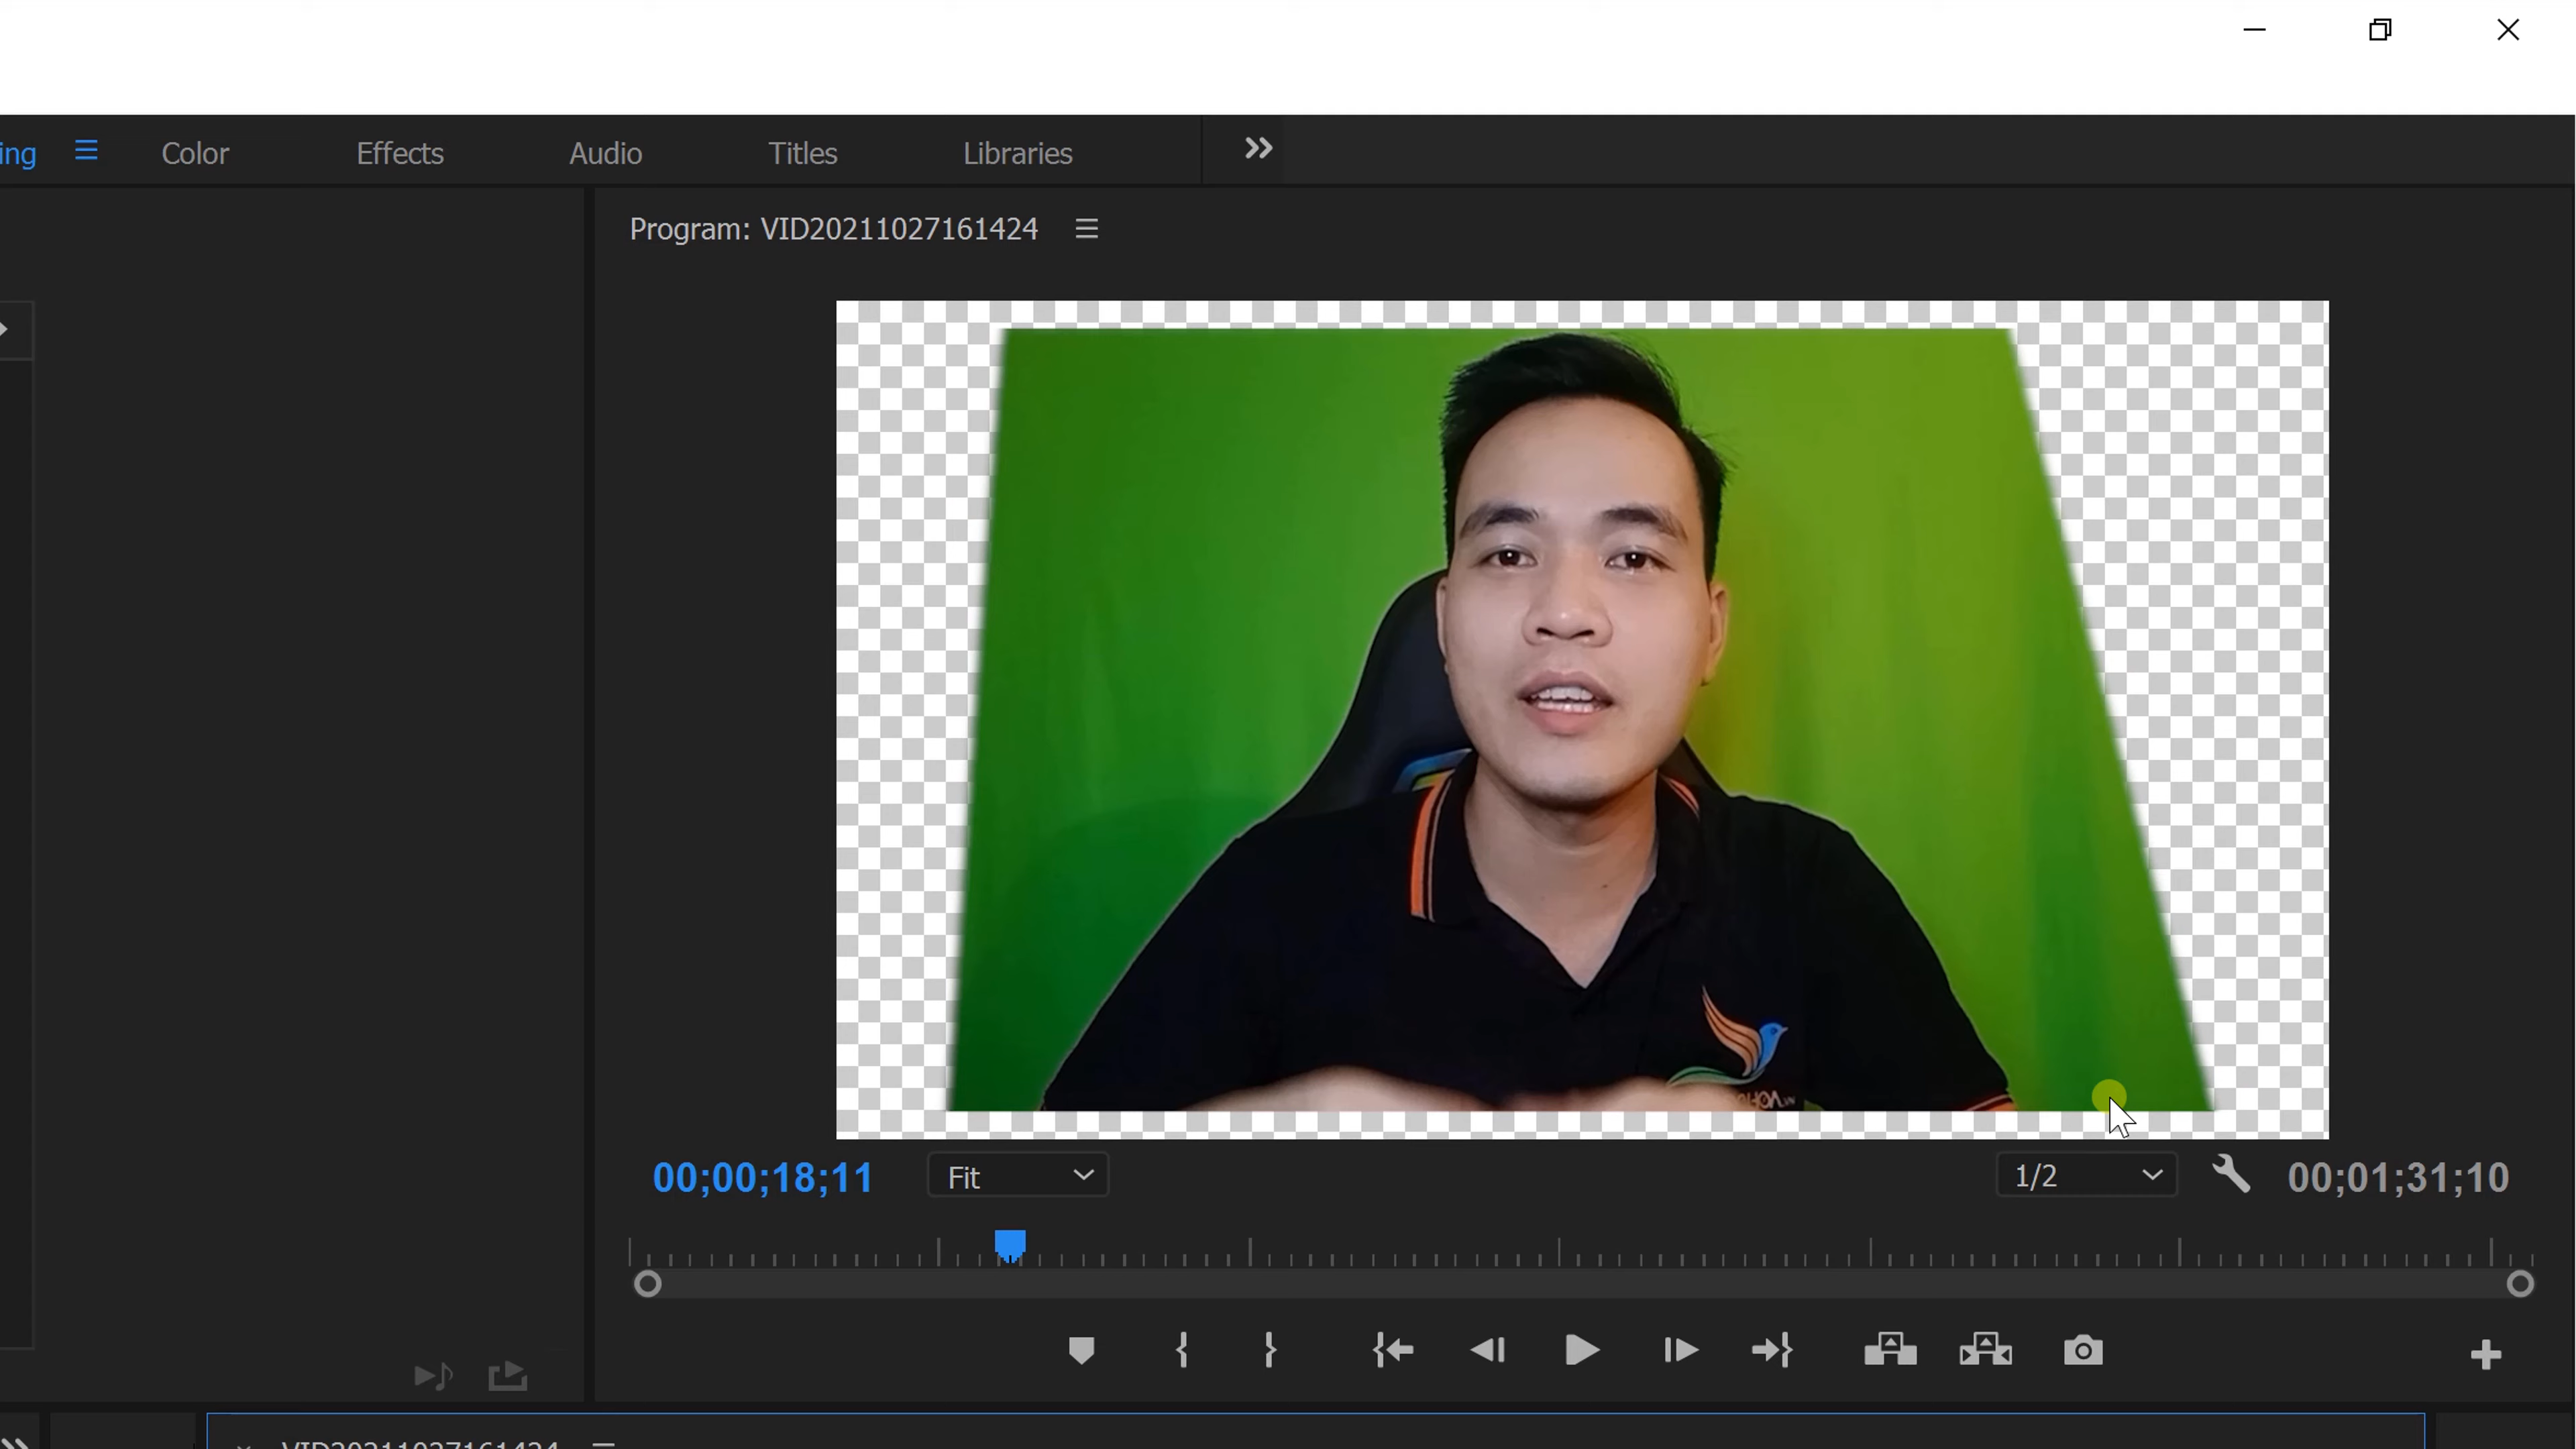 ing Color Effects Audio Titles Libraries
Program: VID20211027161424
00;00;18;11 Fit 1/2 00;01;31;10
VID20211027161424